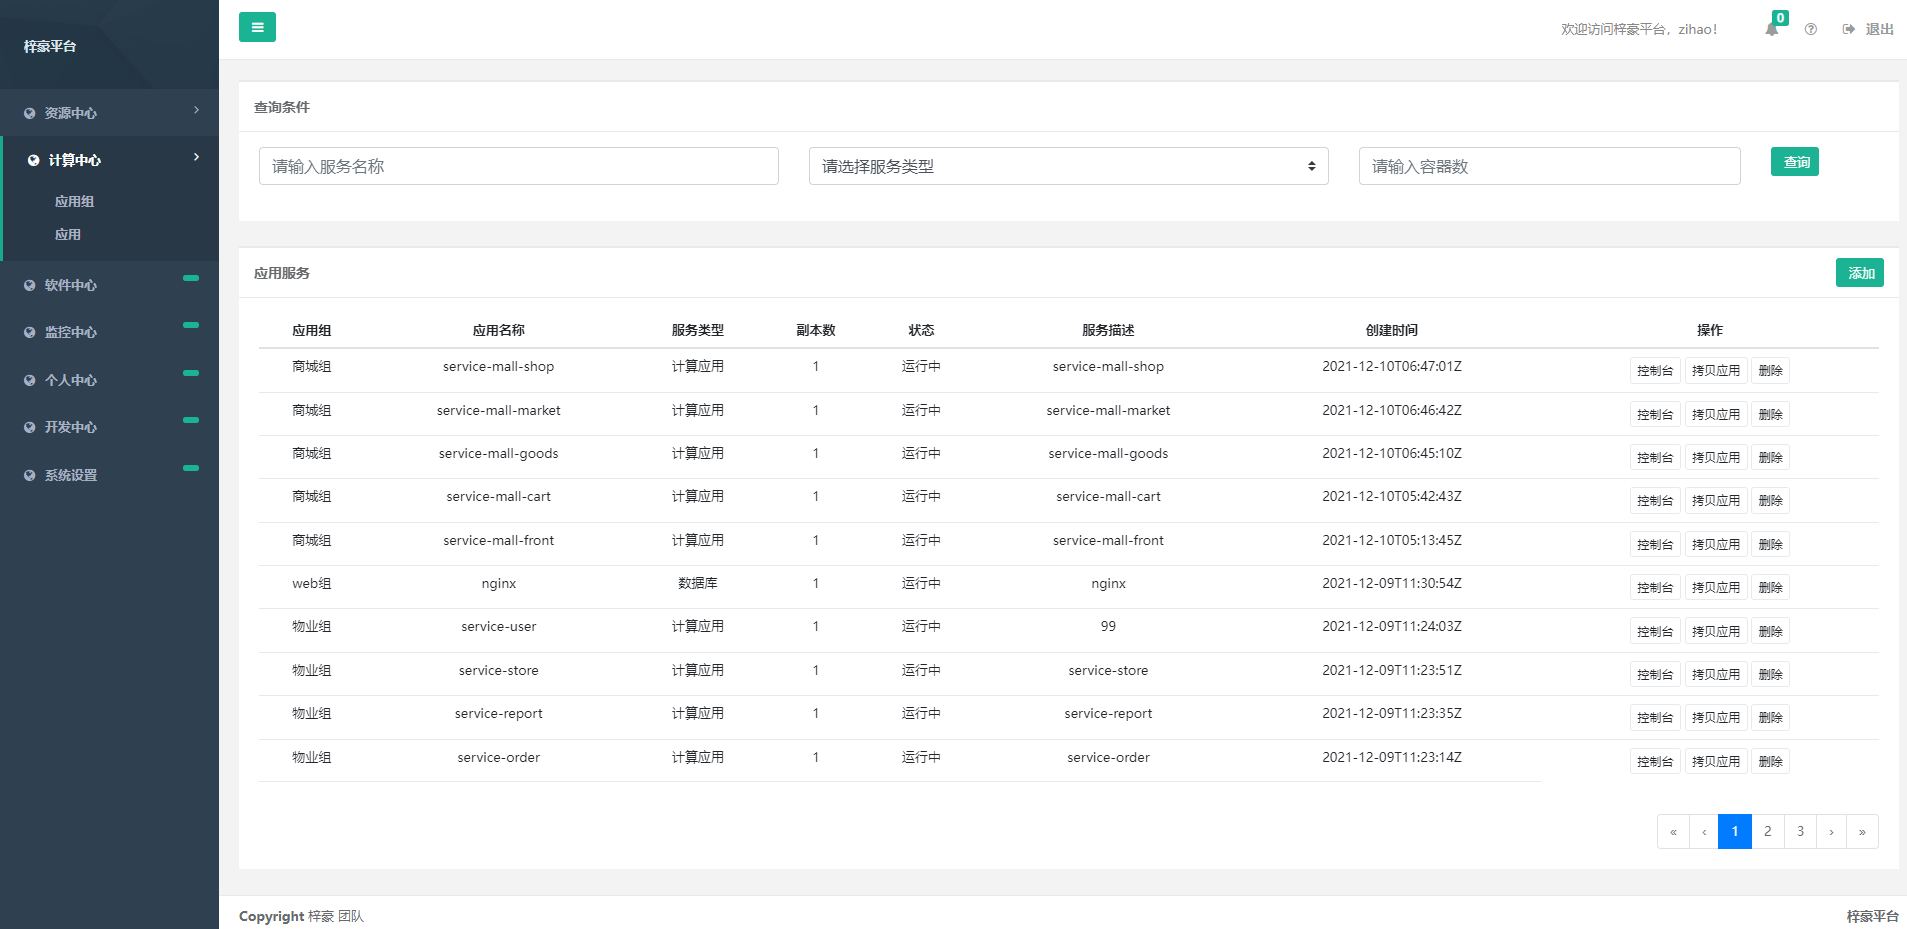 梓豪平台
欢迎访问梓豪平台，zihao！
0
退出
资源中心
计算中心
应用组
应用
软件中心
监控中心
个人中心
开发中心
系统设置
查询条件
请输入服务名称 请选择服务类型 请输入容器数 查询
应用服务 添加
应用组 应用名称 服务类型 副本数 状态 服务描述 创建时间 操作
商城组 service-mall-shop 计算应用 1 运行中 service-mall-shop 2021-12-10T06:47:01Z 控制台 拷贝应用 删除
商城组 service-mall-market 计算应用 1 运行中 service-mall-market 2021-12-10T06:46:42Z 控制台 拷贝应用 删除
商城组 service-mall-goods 计算应用 1 运行中 service-mall-goods 2021-12-10T06:45:10Z 控制台 拷贝应用 删除
商城组 service-mall-cart 计算应用 1 运行中 service-mall-cart 2021-12-10T05:42:43Z 控制台 拷贝应用 删除
商城组 service-mall-front 计算应用 1 运行中 service-mall-front 2021-12-10T05:13:45Z 控制台 拷贝应用 删除
web组 nginx 数据库 1 运行中 nginx 2021-12-09T11:30:54Z 控制台 拷贝应用 删除
物业组 service-user 计算应用 1 运行中 99 2021-12-09T11:24:03Z 控制台 拷贝应用 删除
物业组 service-store 计算应用 1 运行中 service-store 2021-12-09T11:23:51Z 控制台 拷贝应用 删除
物业组 service-report 计算应用 1 运行中 service-report 2021-12-09T11:23:35Z 控制台 拷贝应用 删除
物业组 service-order 计算应用 1 运行中 service-order 2021-12-09T11:23:14Z 控制台 拷贝应用 删除
« ‹ 1 2 3 › »
Copyright 梓豪 团队
梓豪平台